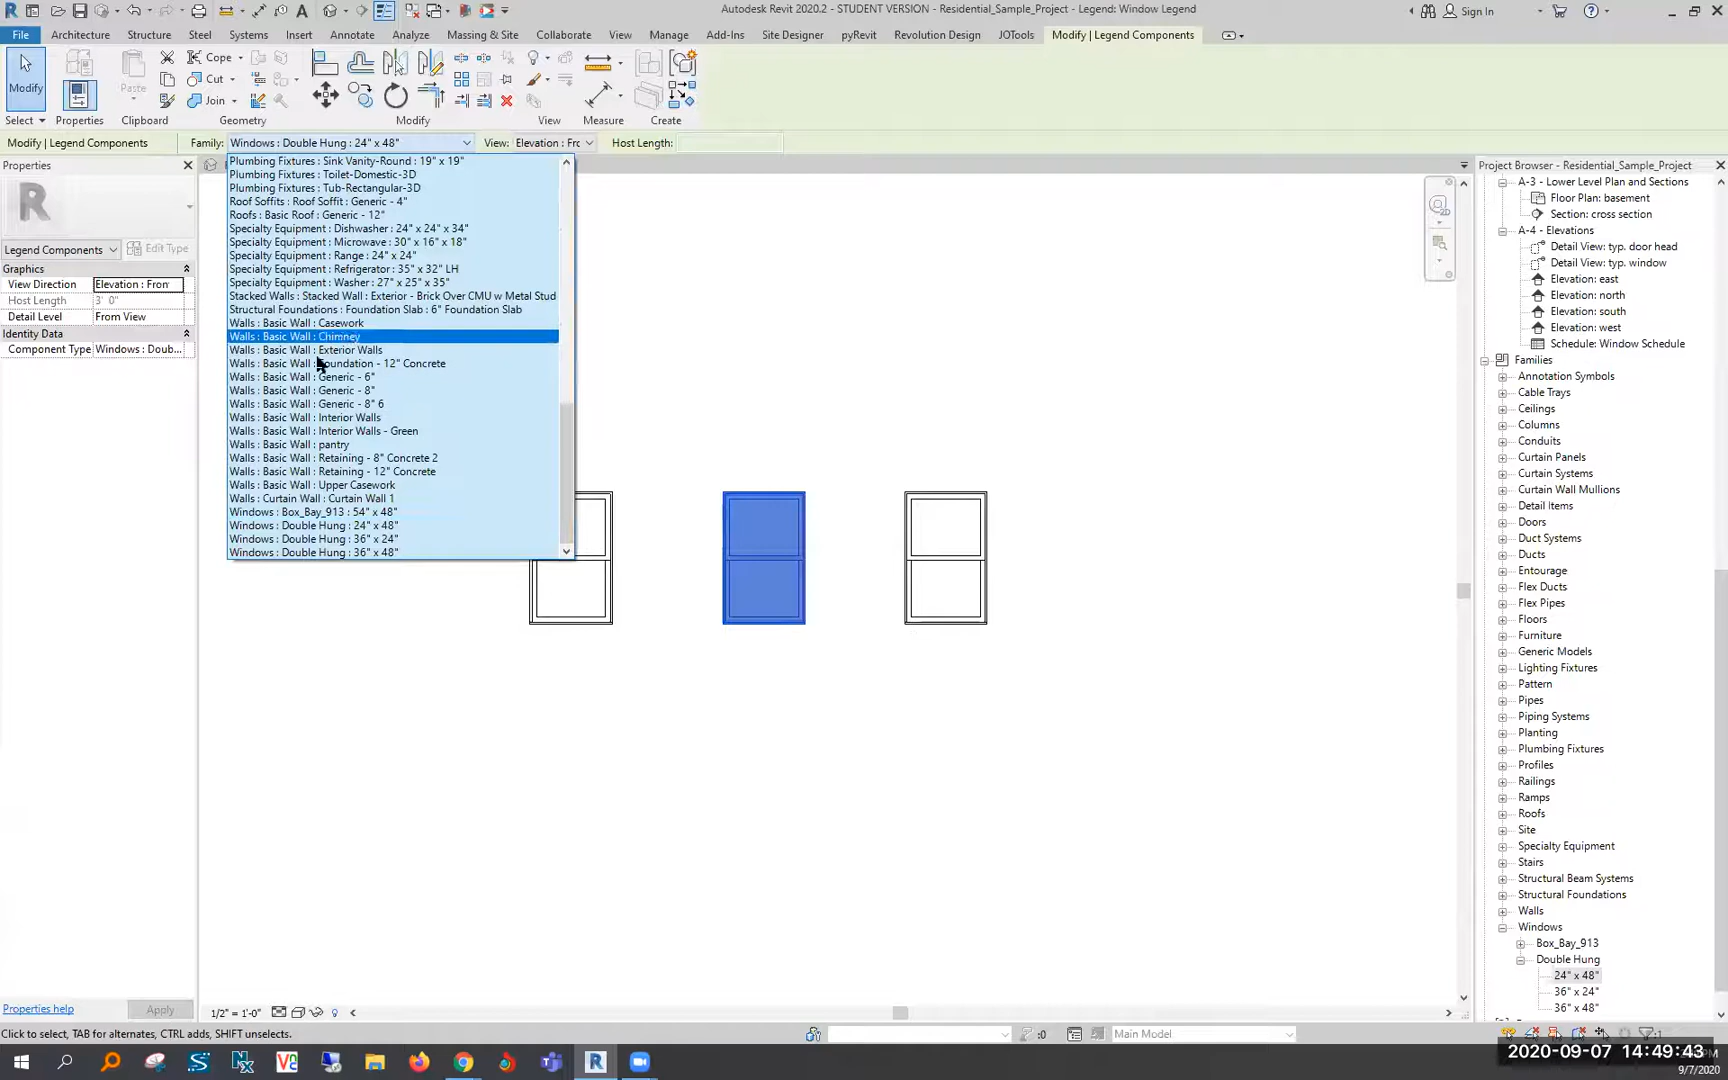 Autodesk Revit 2020.2 - STUDENT VERSION - Residential_Sample_Project - Legend: Window Legend
Sign In
File Architecture Structure Steel Systems Insert Annotate Analyze Massing & Site Collaborate View Manage Add-Ins Site Designer pyRevit Revolution Design JOTools Modify | Legend Components
Modify
Paste
Cope
Cut
Join
Select Properties Clipboard Geometry Modify View Measure Create
Modify | Legend Components Family: Windows : Double Hung : 24" x 48" View: Elevation : Frc Host Length:
Properties
Legend Components Edit Type
Graphics
View Direction Elevation : Fron
Host Length 3' 0"
Detail Level From View
Identity Data
Component Type Windows : Doub...
Properties help Apply
Plumbing Fixtures : Sink Vanity-Round : 19" x 19"
Plumbing Fixtures : Toilet-Domestic-3D
Plumbing Fixtures : Tub-Rectangular-3D
Roof Soffits : Roof Soffit : Generic - 4"
Roofs : Basic Roof : Generic - 12"
Specialty Equipment : Dishwasher : 24" x 24" x 34"
Specialty Equipment : Microwave : 30" x 16" x 18"
Specialty Equipment : Range : 24" x 24"
Specialty Equipment : Refrigerator : 35" x 32" LH
Specialty Equipment : Washer : 27" x 25" x 35"
Stacked Walls : Stacked Wall : Exterior - Brick Over CMU w Metal Stud
Structural Foundations : Foundation Slab : 6" Foundation Slab
Walls : Basic Wall : Casework
Walls : Basic Wall : Chimney
Walls : Basic Wall : Exterior Walls
Walls : Basic Wall : Foundation - 12" Concrete
Walls : Basic Wall : Generic - 6"
Walls : Basic Wall : Generic - 8"
Walls : Basic Wall : Generic - 8" 6
Walls : Basic Wall : Interior Walls
Walls : Basic Wall : Interior Walls - Green
Walls : Basic Wall : pantry
Walls : Basic Wall : Retaining - 8" Concrete 2
Walls : Basic Wall : Retaining - 12" Concrete
Walls : Basic Wall : Upper Casework
Walls : Curtain Wall : Curtain Wall 1
Windows : Box_Bay_913 : 54" x 48"
Windows : Double Hung : 24" x 48"
Windows : Double Hung : 36" x 24"
Windows : Double Hung : 36" x 48"
Project Browser - Residential_Sample_Project
A-3 - Lower Level Plan and Sections
Floor Plan: basement
Section: cross section
A-4 - Elevations
Detail View: typ. door head
Detail View: typ. window
Elevation: east
Elevation: north
Elevation: south
Elevation: west
Schedule: Window Schedule
Families
Annotation Symbols
Cable Trays
Ceilings
Columns
Conduits
Curtain Panels
Curtain Systems
Curtain Wall Mullions
Detail Items
Doors
Duct Systems
Ducts
Entourage
Flex Ducts
Flex Pipes
Floors
Furniture
Generic Models
Lighting Fixtures
Pattern
Pipes
Piping Systems
Planting
Plumbing Fixtures
Profiles
Railings
Ramps
Roofs
Site
Specialty Equipment
Stairs
Structural Beam Systems
Structural Foundations
Walls
Windows
Box_Bay_913
Double Hung
24" x 48"
36" x 24"
36" x 48"
1/2" = 1'-0"
Click to select, TAB for alternates, CTRL adds, SHIFT unselects.
:0
Main Model
:1
2020-09-07 14:49:43
9/7/2020